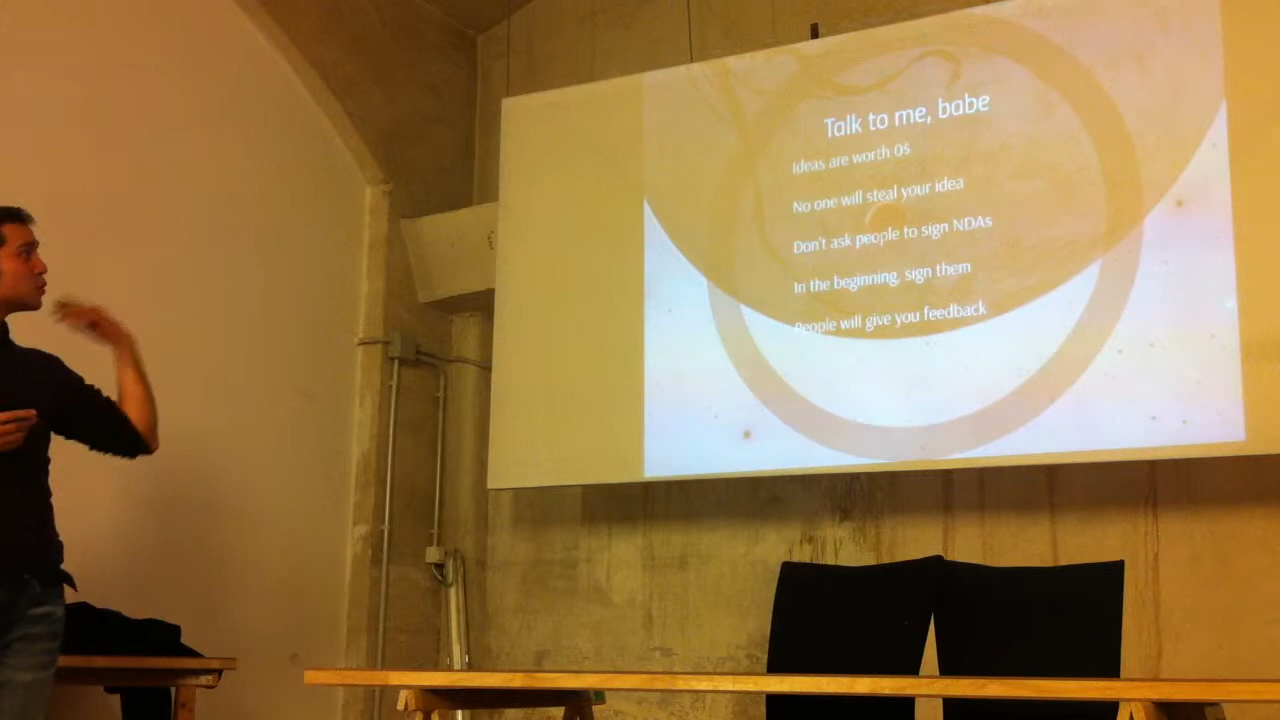 Talk to me, babe
Ideas are worth 0$
No one will steal your idea
Don't ask people to sign NDAs
In the beginning, sign them
People will give you feedback